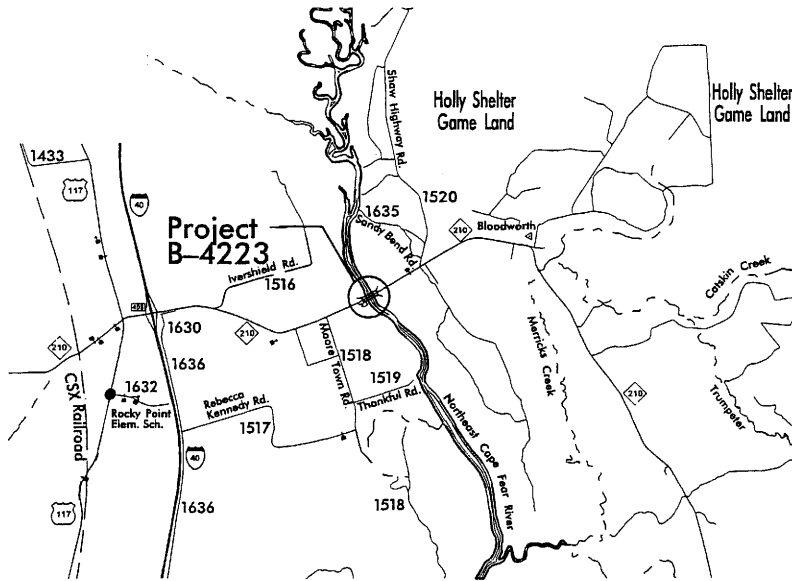 Holly Shelter
Game Land
Holly Shelter
Game Land
Shaw Highway Rd.
1433
117
40
1520
1635
Sandy Bend Rd.
210
Bloodworth
Project
B-4223
Ivershield Rd.
1516
Catskin Creek
408
1630
210
210
1636
Moore Town Rd.
1518
Merricks Creek
CSX Railroad
1632
Rocky Point
Elem. Sch.
Rebecca
Kennedy Rd.
1517
1519
Thankful Rd.
210
Trumpeter
Northeast Cape Fear River
40
117
1636
1518